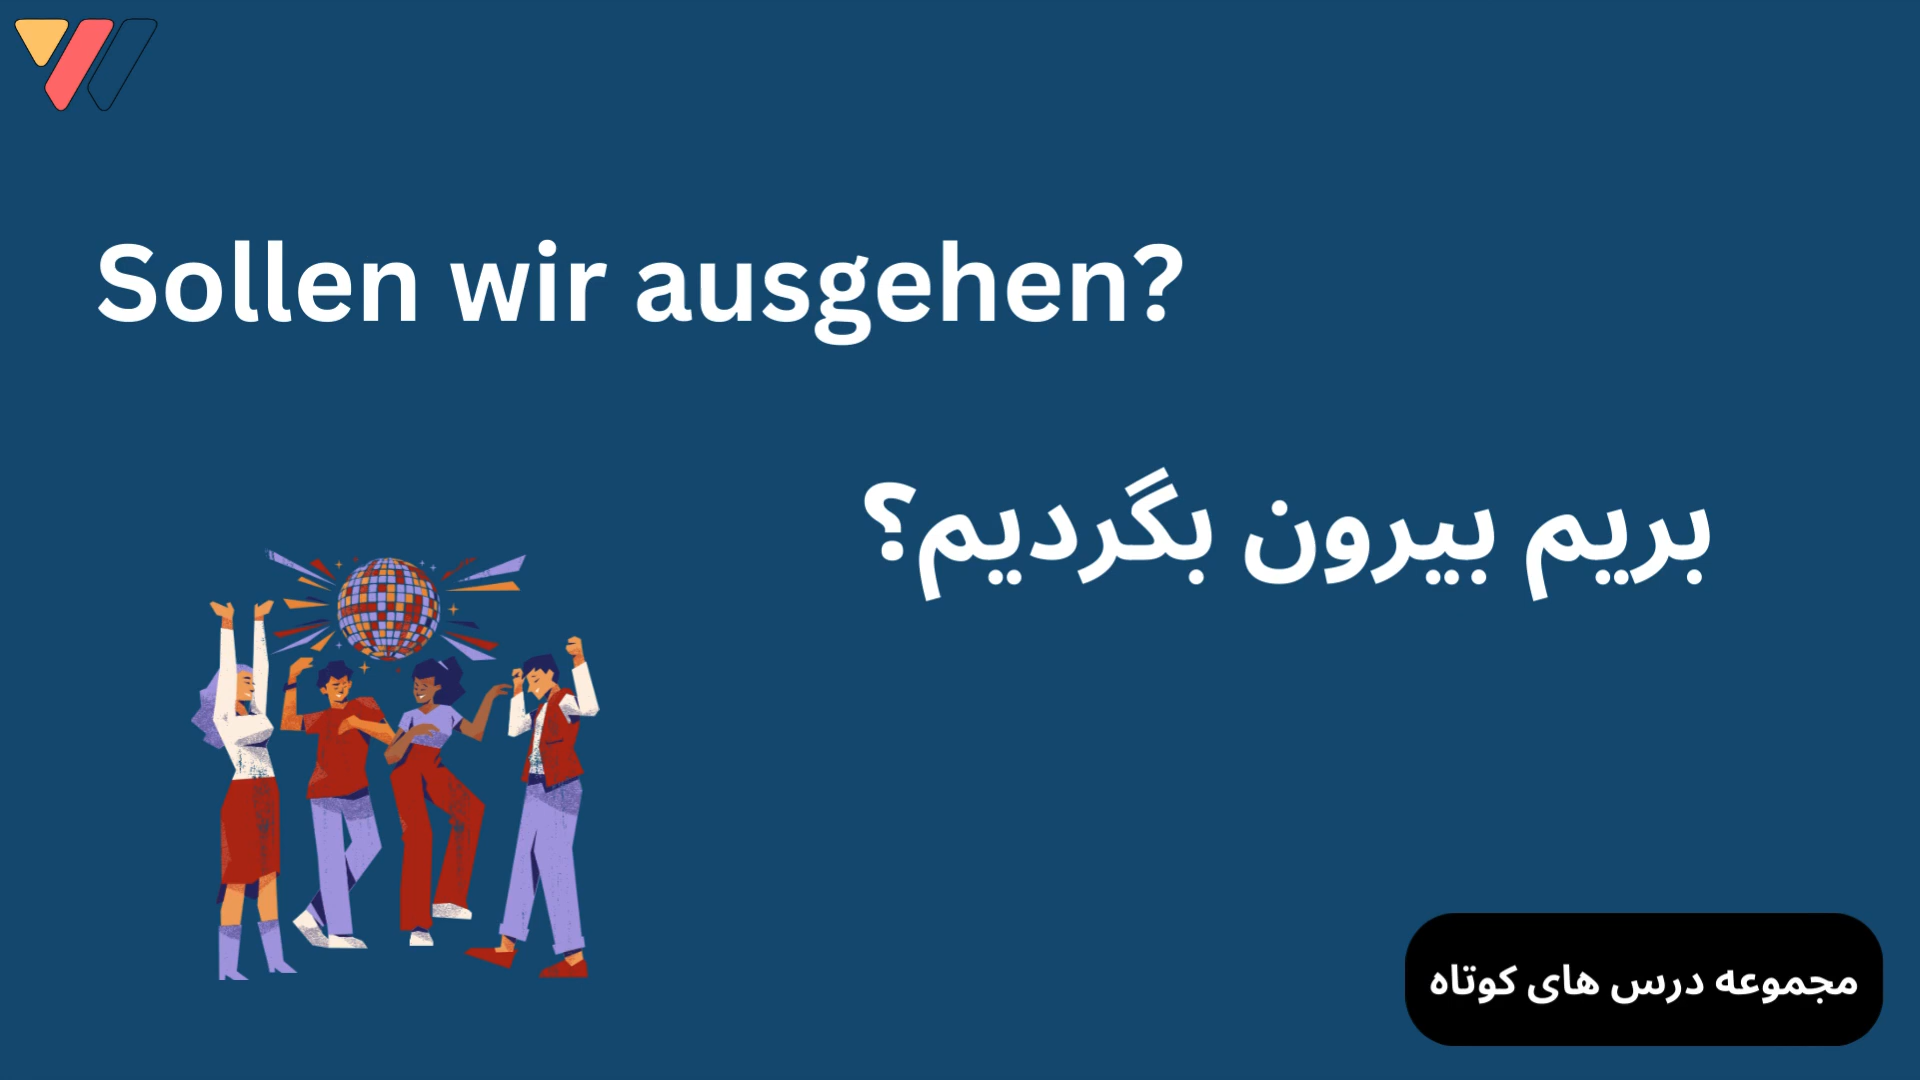 Sollen wir ausgehen?
بریم بیرون بگردیم؟
مجموعه درس های کوتاه